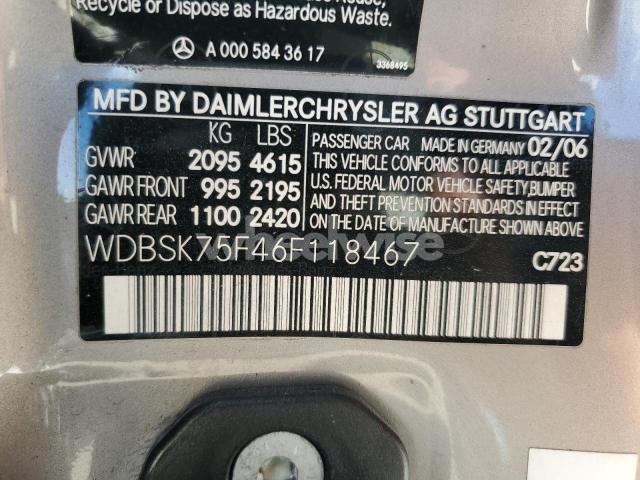 Recycle or Dispose as Hazardous Waste.
A 000 584 36 17
3368495
MFD BY DAIMLERCHRYSLER AG STUTTGART
KG LBS
GVWR 2095 4615
GAWR FRONT 995 2195
GAWR REAR 1100 2420
PASSENGER CAR MADE IN GERMANY 02/06
THIS VEHICLE CONFORMS TO ALL APPLICABLE
U.S. FEDERAL MOTOR VEHICLE SAFETY, BUMPER,
AND THEFT PREVENTION STANDARDS IN EFFECT
ON THE DATE OF MANUFACTURE SHOWN ABOVE.
WDBSK75F46F118467
C723